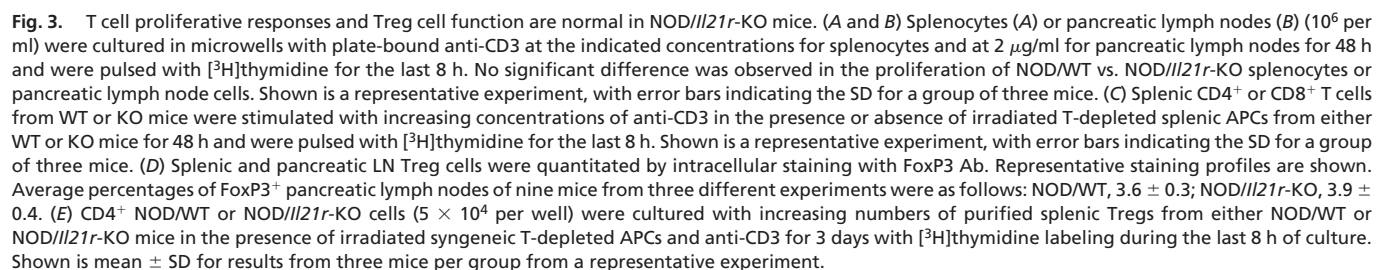 Fig. 3. T cell proliferative responses and Treg cell function are normal in NOD/Il21r-KO mice. (A and B) Splenocytes (A) or pancreatic lymph nodes (B) (10⁶ per
ml) were cultured in microwells with plate-bound anti-CD3 at the indicated concentrations for splenocytes and at 2 μg/ml for pancreatic lymph nodes for 48 h
and were pulsed with [³H]thymidine for the last 8 h. No significant difference was observed in the proliferation of NOD/WT vs. NOD/Il21r-KO splenocytes or
pancreatic lymph node cells. Shown is a representative experiment, with error bars indicating the SD for a group of three mice. (C) Splenic CD4⁺ or CD8⁺ T cells
from WT or KO mice were stimulated with increasing concentrations of anti-CD3 in the presence or absence of irradiated T-depleted splenic APCs from either
WT or KO mice for 48 h and were pulsed with [³H]thymidine for the last 8 h. Shown is a representative experiment, with error bars indicating the SD for a group
of three mice. (D) Splenic and pancreatic LN Treg cells were quantitated by intracellular staining with FoxP3 Ab. Representative staining profiles are shown.
Average percentages of FoxP3⁺ pancreatic lymph nodes of nine mice from three different experiments were as follows: NOD/WT, 3.6 ± 0.3; NOD/Il21r-KO, 3.9 ±
0.4. (E) CD4⁺ NOD/WT or NOD/Il21r-KO cells (5 × 10⁴ per well) were cultured with increasing numbers of purified splenic Tregs from either NOD/WT or
NOD/Il21r-KO mice in the presence of irradiated syngeneic T-depleted APCs and anti-CD3 for 3 days with [³H]thymidine labeling during the last 8 h of culture.
Shown is mean ± SD for results from three mice per group from a representative experiment.